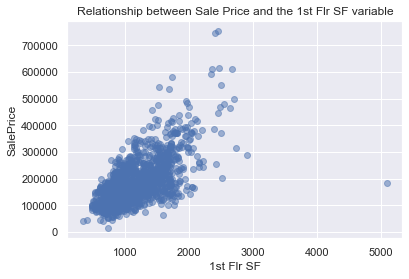 Relationship between Sale Price and the 1st Flr SF variable
700000
600000
500000
400000
300000
200000
100000
0
SalePrice
1000 2000 3000 4000 5000
1st Flr SF